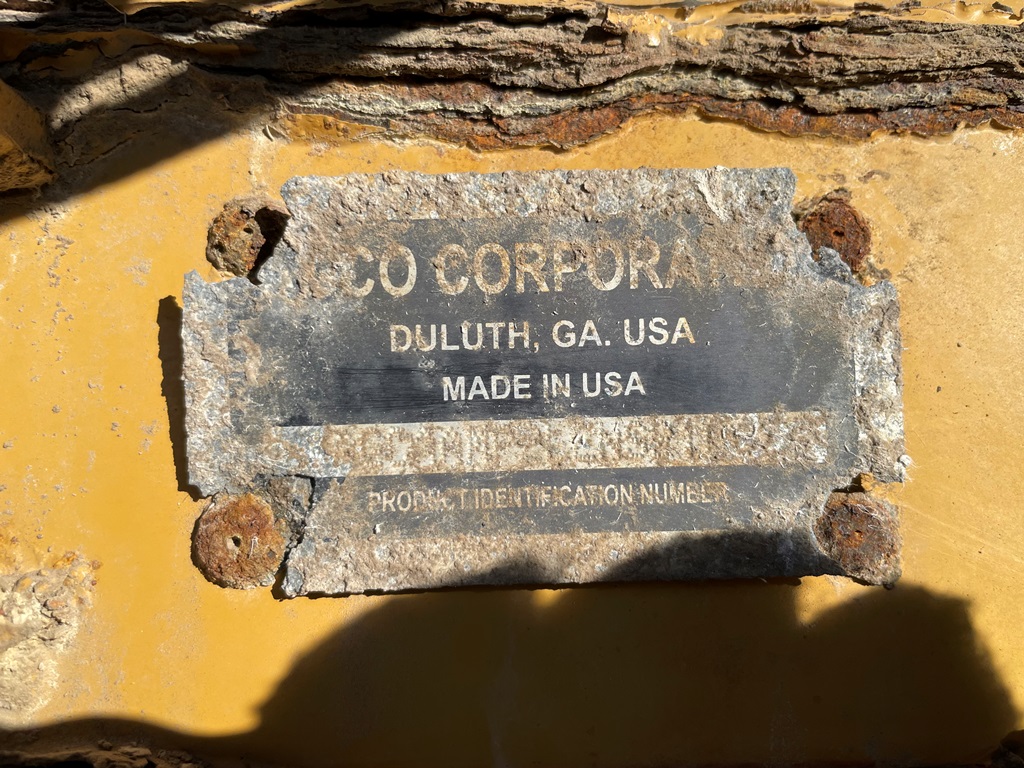 CO CORPORA
DULUTH, GA. USA
MADE IN USA
PRODUCT IDENTIFICATION NUMBER